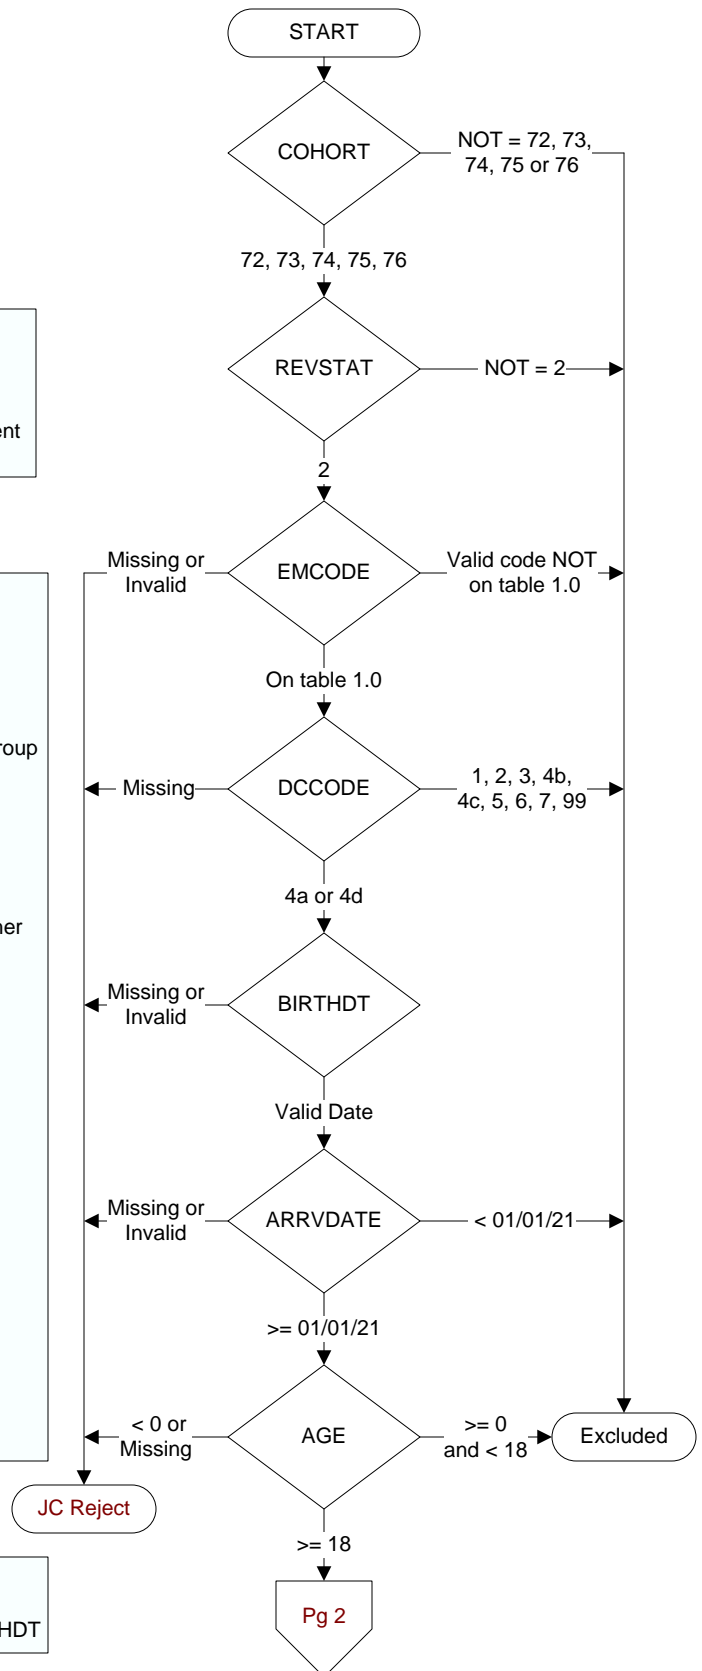 START
COHORT
NOT = 72, 73,
74, 75 or 76
72, 73, 74, 75, 76
REVSTAT
NOT = 2
2
Missing or
Invalid
EMCODE
Valid code NOT
on table 1.0
On table 1.0
Missing
DCCODE
1, 2, 3, 4b,
4c, 5, 6, 7, 99
4a or 4d
Missing or
Invalid
BIRTHDT
Valid Date
Missing or
Invalid
ARRVDATE
< 01/01/21
>= 01/01/21
< 0 or
Missing
AGE
>= 0
and < 18
Excluded
JC Reject
>= 18
Pg 2